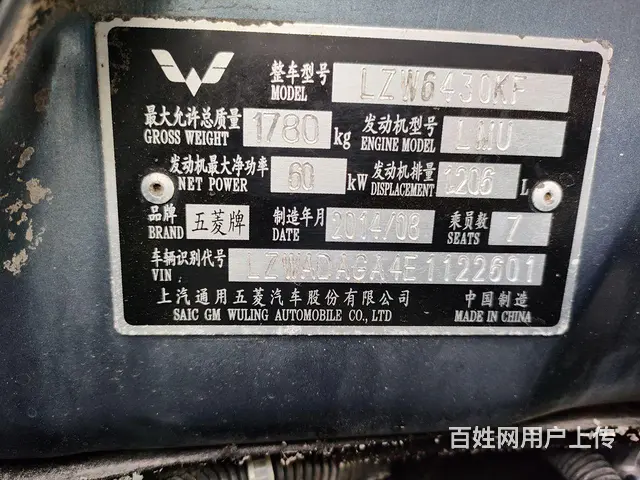 整车型号 LZW6430KF
MODEL
最大允许总质量 1780 kg 发动机型号 LMU
GROSS WEIGHT ENGINE MODEL
发动机最大净功率 60 kW 发动机排量 1.206 L
NET POWER DISPLACEMENT
品牌 五菱牌 制造年月 2014/08 乘员数 7
BRAND DATE SEATS
车辆识别代号 LZWADAGA4E1122601
VIN
上汽通用五菱汽车股份有限公司 中国制造
SAIC GM WULING AUTOMOBILE CO., LTD MADE IN CHINA
百姓网用户上传